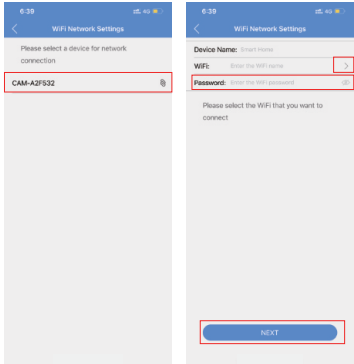 6:39
4G
WiFi Network Settings
Please select a device for network
connection
CAM-A2F532
6:39
4G
WiFi Network Settings
Device Name: Smart Home
WiFi: Enter the WiFi name
Password: Enter the WiFi password
Please select the WiFi that you want to
connect
NEXT